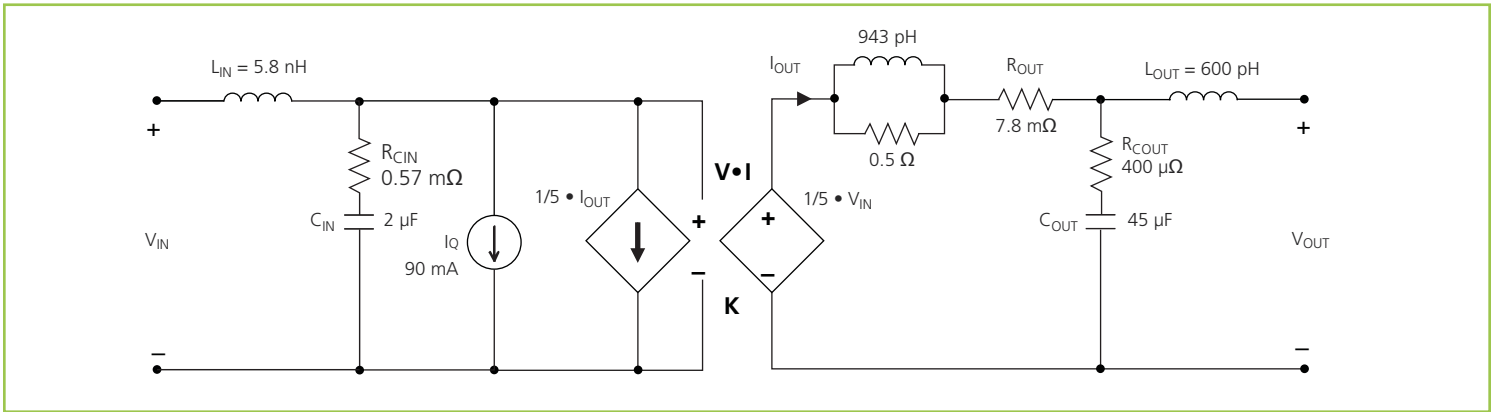 L_IN = 5.8 nH
R_CIN
0.57 mΩ
C_IN
2 µF
V_IN
I_Q
90 mA
1/5 • I_OUT
V•I
+
−
K
+
−
1/5 • V_IN
I_OUT
943 pH
0.5 Ω
R_OUT
7.8 mΩ
L_OUT = 600 pH
R_COUT
400 µΩ
C_OUT
45 µF
V_OUT
+
−
+
−